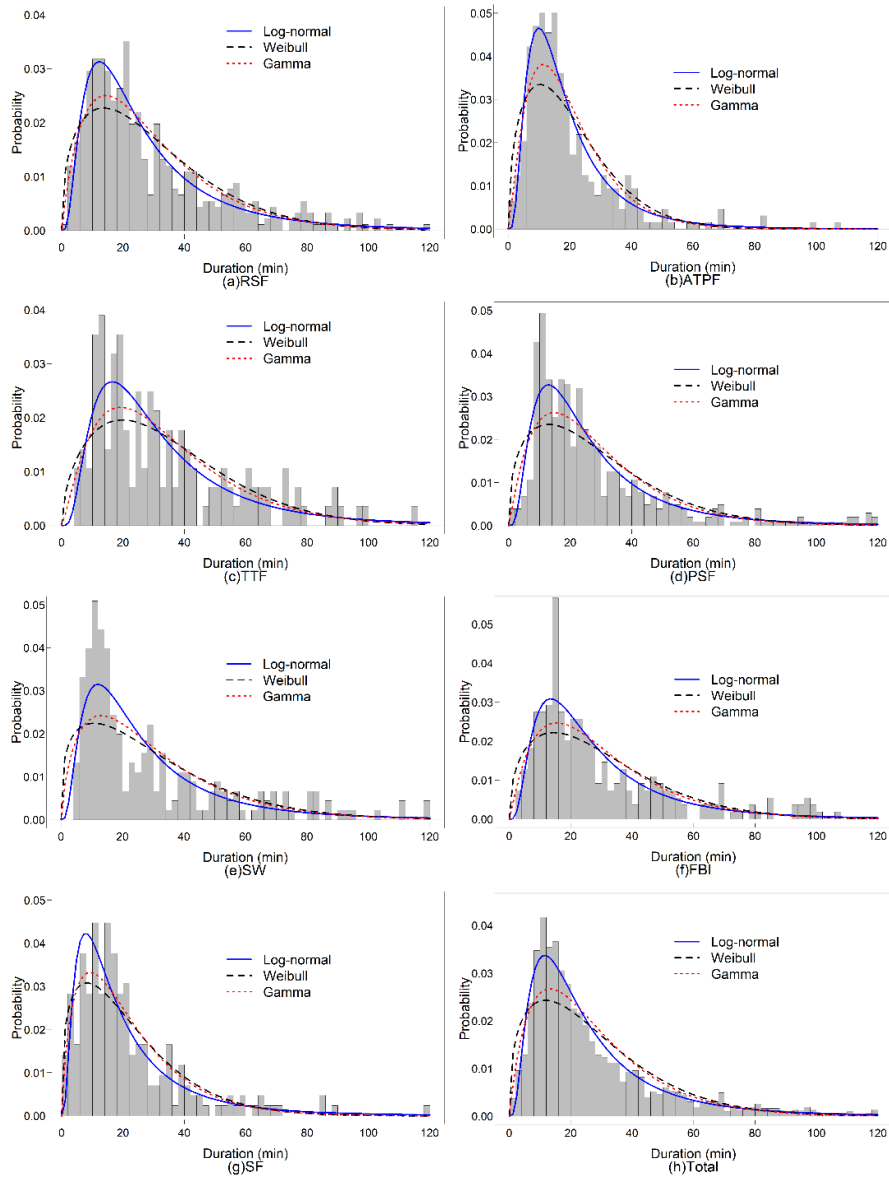 0.04
0.03
0.02
0.01
0.00
Probability
Log-normal
Weibull
Gamma
0 20 40 60 80 100 120
Duration (min)
(a)RSF
0.05
0.04
0.03
0.02
0.01
0.00
Probability
Log-normal
Weibull
Gamma
0 20 40 60 80 100 120
Duration (min)
(b)ATPF
0.04
0.03
0.02
0.01
0.00
Probability
Log-normal
Weibull
Gamma
0 20 40 60 80 100 120
Duration (min)
(c)TTF
0.05
0.04
0.03
0.02
0.01
0.00
Probability
Log-normal
Weibull
Gamma
0 20 40 60 80 100 120
Duration (min)
(d)PSF
0.05
0.04
0.03
0.02
0.01
0.00
Probability
Log-normal
Weibull
Gamma
0 20 40 60 80 100 120
Duration (min)
(e)SW
0.05
0.04
0.03
0.02
0.01
0.00
Probability
Log-normal
Weibull
Gamma
0 20 40 60 80 100 120
Duration (min)
(f)FBI
0.05
0.04
0.03
0.02
0.01
0.00
Probability
Log-normal
Weibull
Gamma
0 20 40 60 80 100 120
Duration (min)
(g)SF
0.04
0.03
0.02
0.01
0.00
Probability
Log-normal
Weibull
Gamma
0 20 40 60 80 100 120
Duration (min)
(h)Total